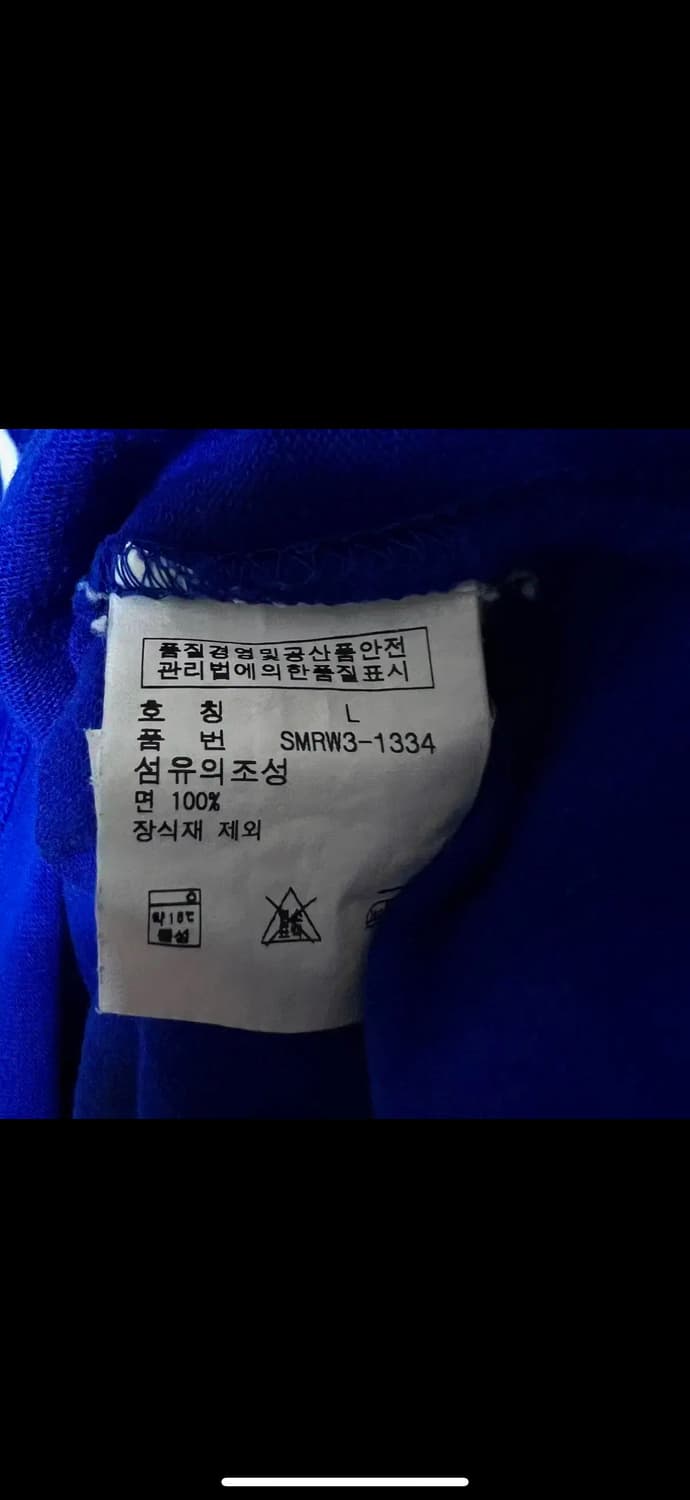 품질경영및공산품안전
관리법에의한품질표시
호 칭 L
품 번 SMRW3-1334
섬유의조성
면 100%
장식재 제외